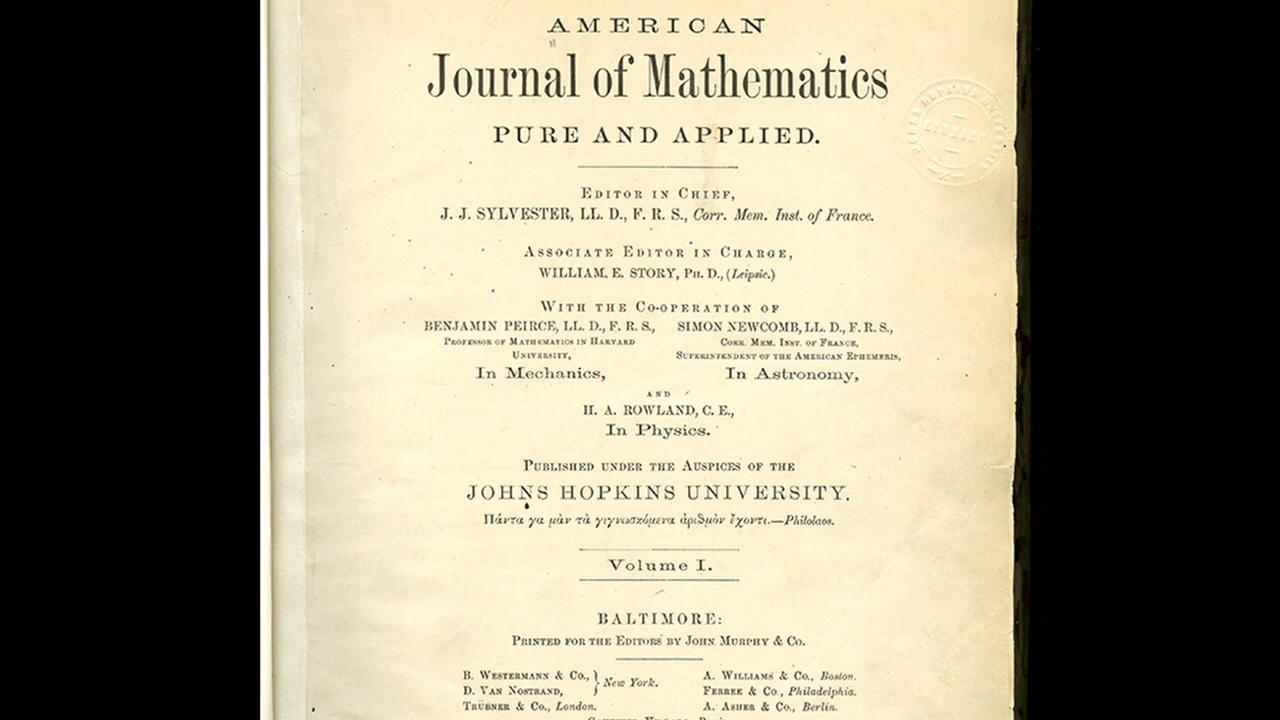 AMERICAN
Journal of Mathematics
PURE AND APPLIED.
EDITOR IN CHIEF,
J. J. SYLVESTER, LL. D., F. R. S., Corr. Mem. Inst. of France.
ASSOCIATE EDITOR IN CHARGE,
WILLIAM. E. STORY, PH. D., (Leipsic.)
WITH THE CO-OPERATION OF
BENJAMIN PEIRCE, LL. D., F. R. S., SIMON NEWCOMB, LL. D., F. R. S.,
PROFESSOR OF MATHEMATICS IN HARVARD CORR. MEM. INST. OF FRANCE,
UNIVERSITY, SUPERINTENDENT OF THE AMERICAN EPHEMERIS,
In Mechanics, In Astronomy,
AND
H. A. ROWLAND, C. E.,
In Physics.
PUBLISHED UNDER THE AUSPICES OF THE
JOHNS HOPKINS UNIVERSITY.
Πάντα γα μὰν τὰ γιγνωσκόμενα ἀριθμὸν ἔχοντι.—Philolaos.
Volume I.
BALTIMORE:
PRINTED FOR THE EDITORS BY JOHN MURPHY & CO.
B. WESTERMANN & CO., } New York. A. WILLIAMS & CO., Boston.
D. VAN NOSTRAND, FERREE & CO., Philadelphia.
TRÜBNER & CO., London. A. ASHER & CO., Berlin.